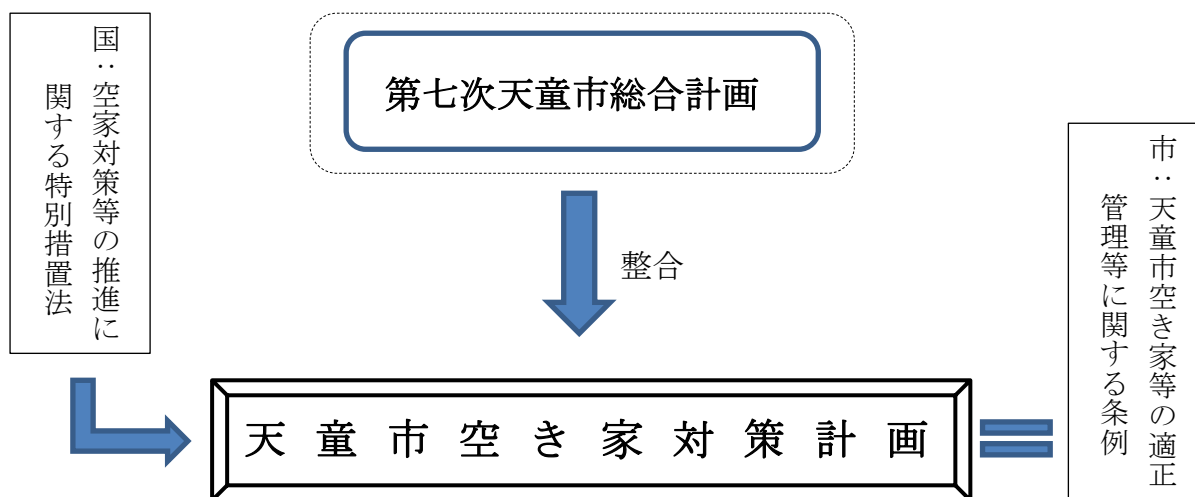 国：空家対策等の推進に
関する特別措置法
第七次天童市総合計画
整合
市：天童市空き家等の適正
管理等に関する条例
天童市空き家対策計画